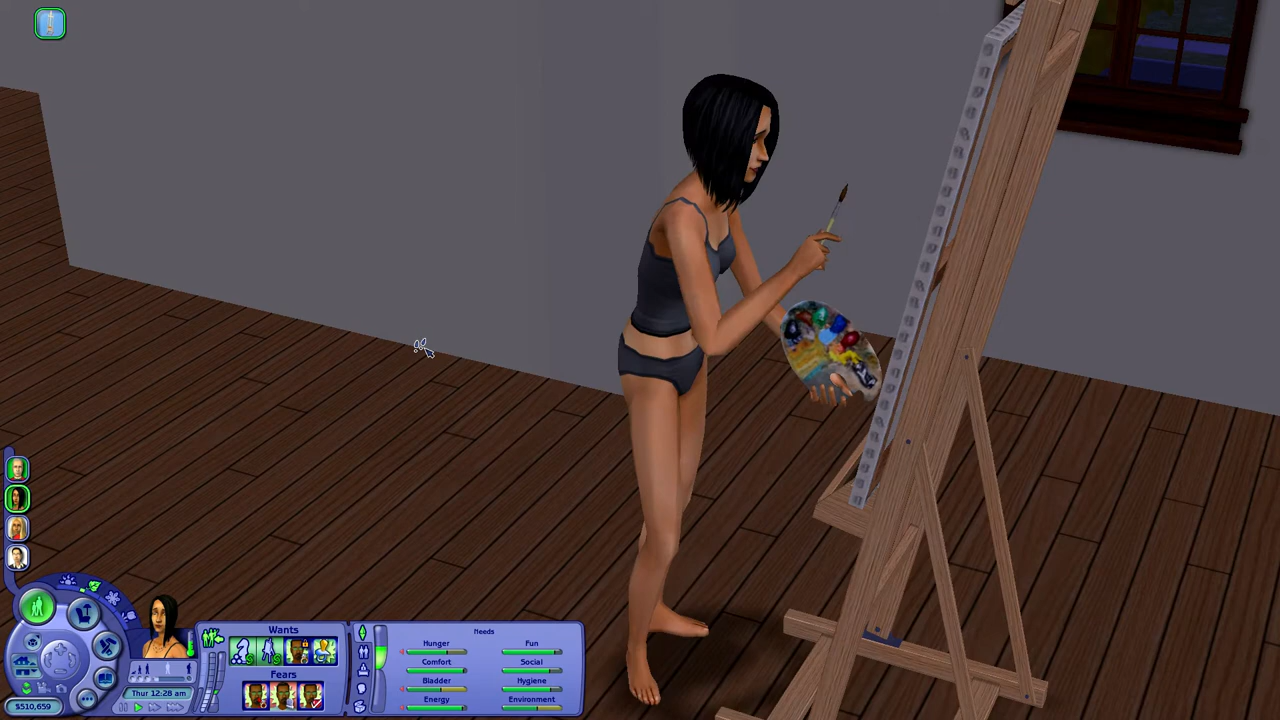 Wants
Fears
Needs
Hunger
Fun
Comfort
Social
Bladder
Hygiene
Energy
Environment
Thur 12:28 am
$510,659